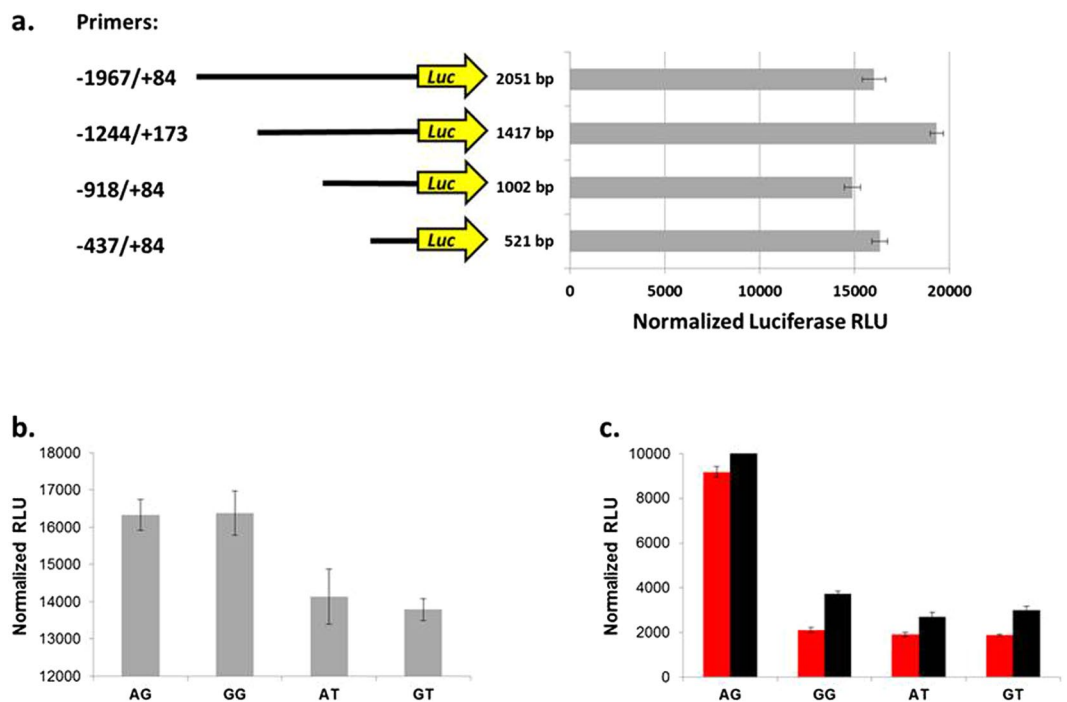 a. Primers:
-1967/+84 Luc 2051 bp
-1244/+173 Luc 1417 bp
-918/+84 Luc 1002 bp
-437/+84 Luc 521 bp
0 5000 10000 15000 20000
Normalized Luciferase RLU
b.
Normalized RLU
18000
17000
16000
15000
14000
13000
12000
AG GG AT GT
c.
Normalized RLU
10000
8000
6000
4000
2000
0
AG GG AT GT